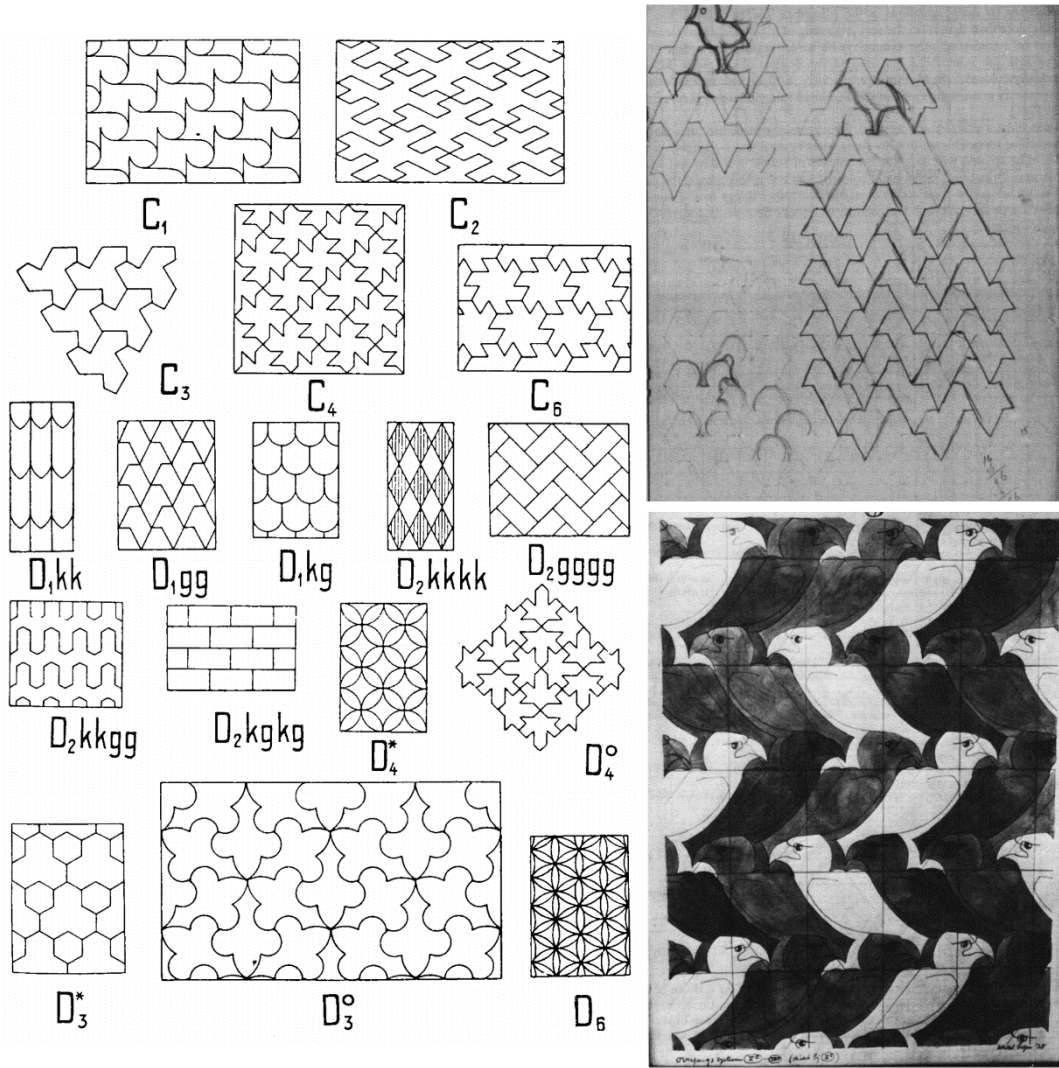 C₁
C₂
C₃
C₄
C₆
D₁kk
D₁gg
D₁kg
D₂kkkk
D₂gggg
D₂kkgg
D₂kgkg
D₄*
D₄°
D₃*
D₃°
D₆